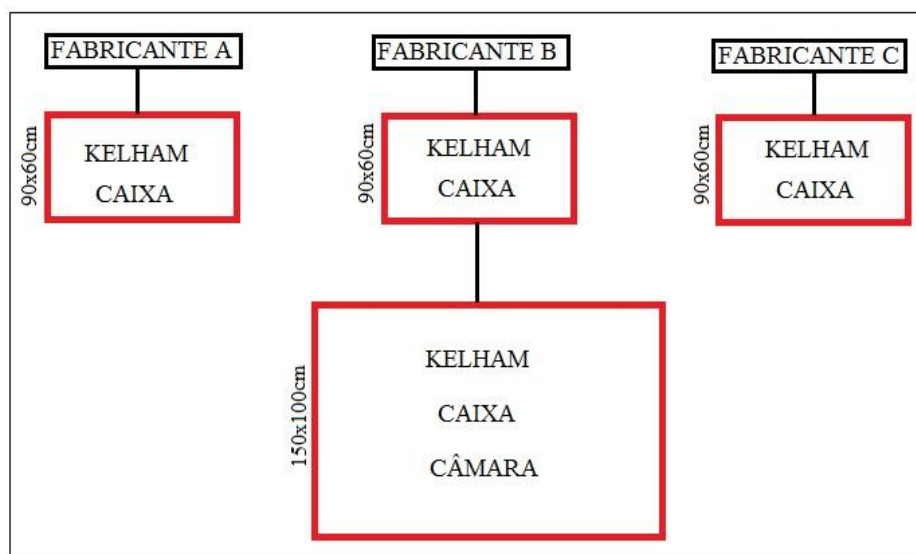 FABRICANTE A
90x60cm
KELHAM
CAIXA
FABRICANTE B
90x60cm
KELHAM
CAIXA
FABRICANTE C
90x60cm
KELHAM
CAIXA
150x100cm
KELHAM
CAIXA
CÂMARA